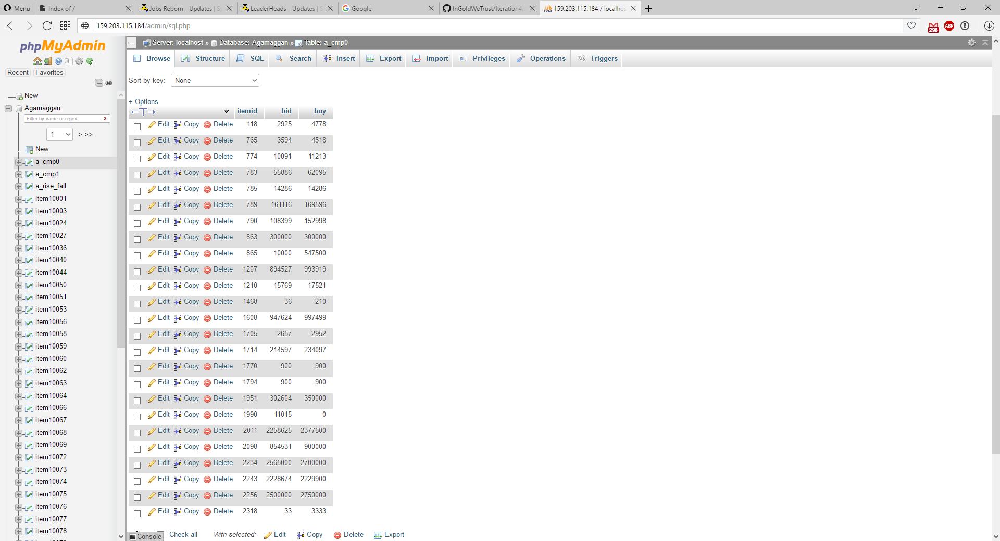 Menu
Index of /
Jobs Reborn - Updates | S
LeaderHeads - Updates | S
Google
InGoldWeTrust/Iteration4.
159.203.115.184 / localhos
159.203.115.184/admin/sql.php
298
ABP
phpMyAdmin
Recent Favorites
New
Agamaggan
Filter by name or regex X
1 > >>
New
a_cmp0
a_cmp1
a_rise_fall
item10001
item10003
item10024
item10027
item10036
item10040
item10044
item10050
item10051
item10053
item10056
item10058
item10059
item10060
item10062
item10063
item10064
item10066
item10067
item10068
item10069
item10072
item10073
item10074
item10075
item10076
item10077
item10078
Server: localhost » Database: Agamaggan » Table: a_cmp0
Browse Structure SQL Search Insert Export Import Privileges Operations Triggers
Sort by key: None
+ Options
←T→ itemid bid buy
Edit Copy Delete 118 2925 4778
Edit Copy Delete 765 3594 4518
Edit Copy Delete 774 10091 11213
Edit Copy Delete 783 55886 62095
Edit Copy Delete 785 14286 14286
Edit Copy Delete 789 161116 169596
Edit Copy Delete 790 108399 152998
Edit Copy Delete 863 300000 300000
Edit Copy Delete 865 10000 547500
Edit Copy Delete 1207 894527 993919
Edit Copy Delete 1210 15769 17521
Edit Copy Delete 1468 36 210
Edit Copy Delete 1608 947624 997499
Edit Copy Delete 1705 2657 2952
Edit Copy Delete 1714 214597 234097
Edit Copy Delete 1770 900 900
Edit Copy Delete 1794 900 900
Edit Copy Delete 1951 302604 350000
Edit Copy Delete 1990 11015 0
Edit Copy Delete 2011 2258625 2377500
Edit Copy Delete 2098 854531 900000
Edit Copy Delete 2234 2565000 2700000
Edit Copy Delete 2243 2228674 2229900
Edit Copy Delete 2256 2500000 2750000
Edit Copy Delete 2318 33 3333
Console Check all With selected: Edit Copy Delete Export